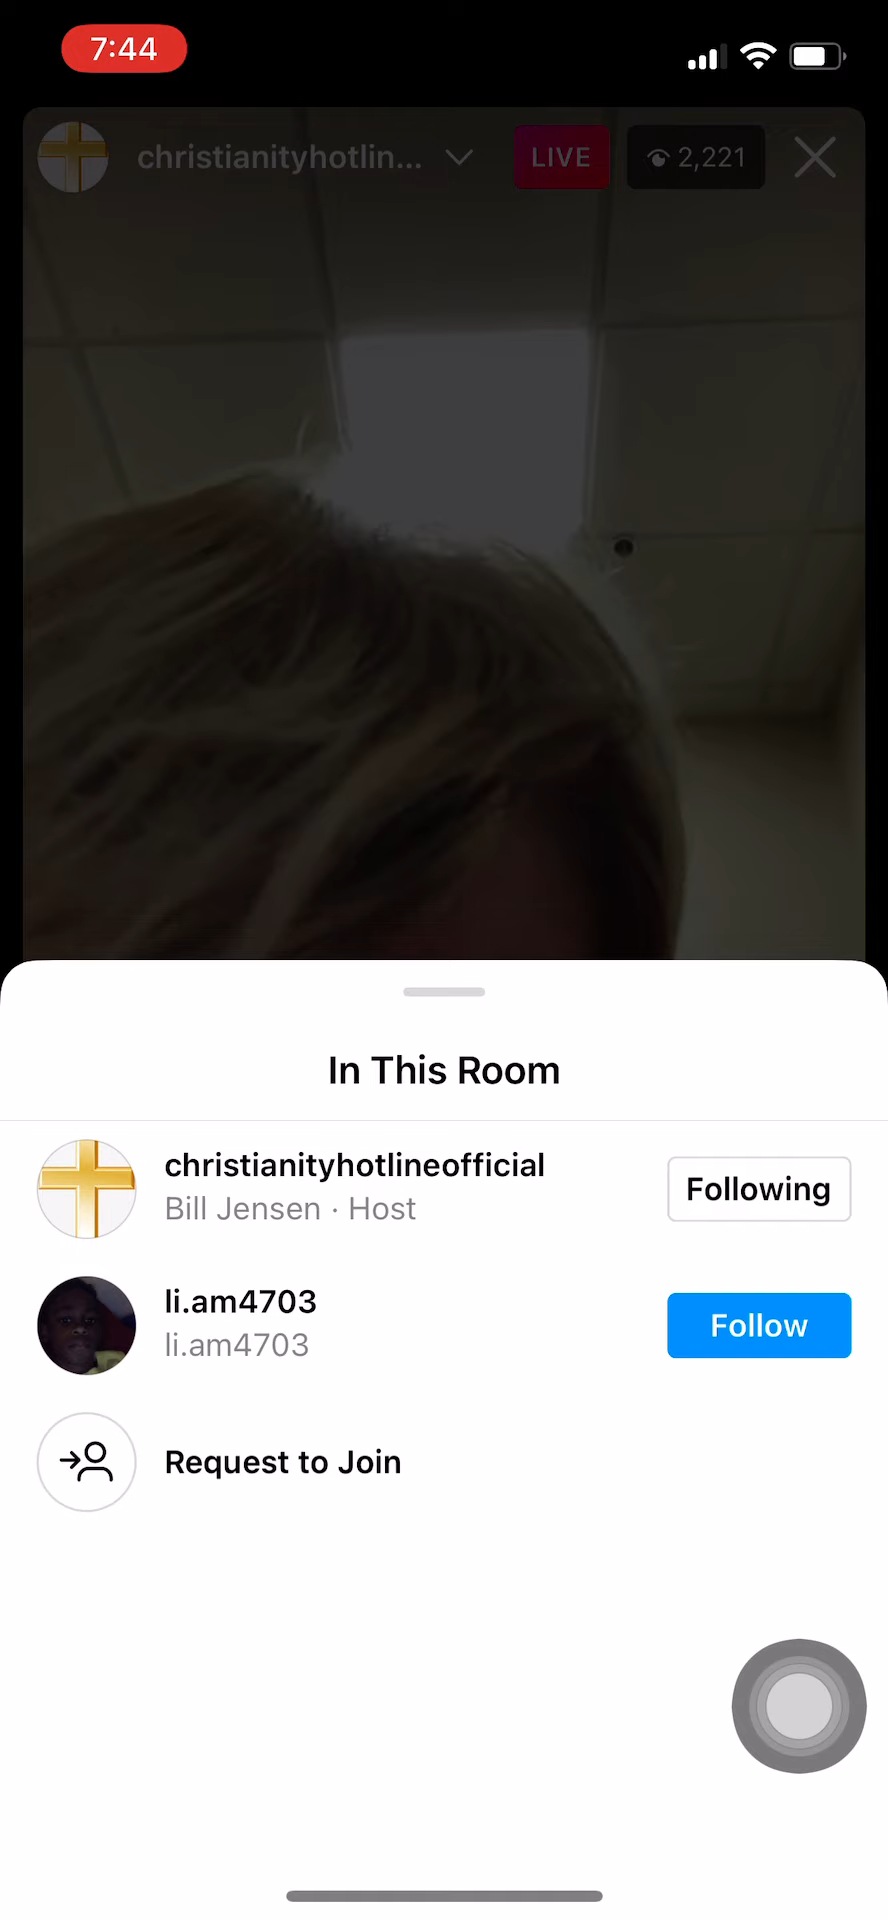 7:44
christianityhotlin...
LIVE
2,221
In This Room
christianityhotlineofficial
Bill Jensen · Host
Following
li.am4703
li.am4703
Follow
Request to Join